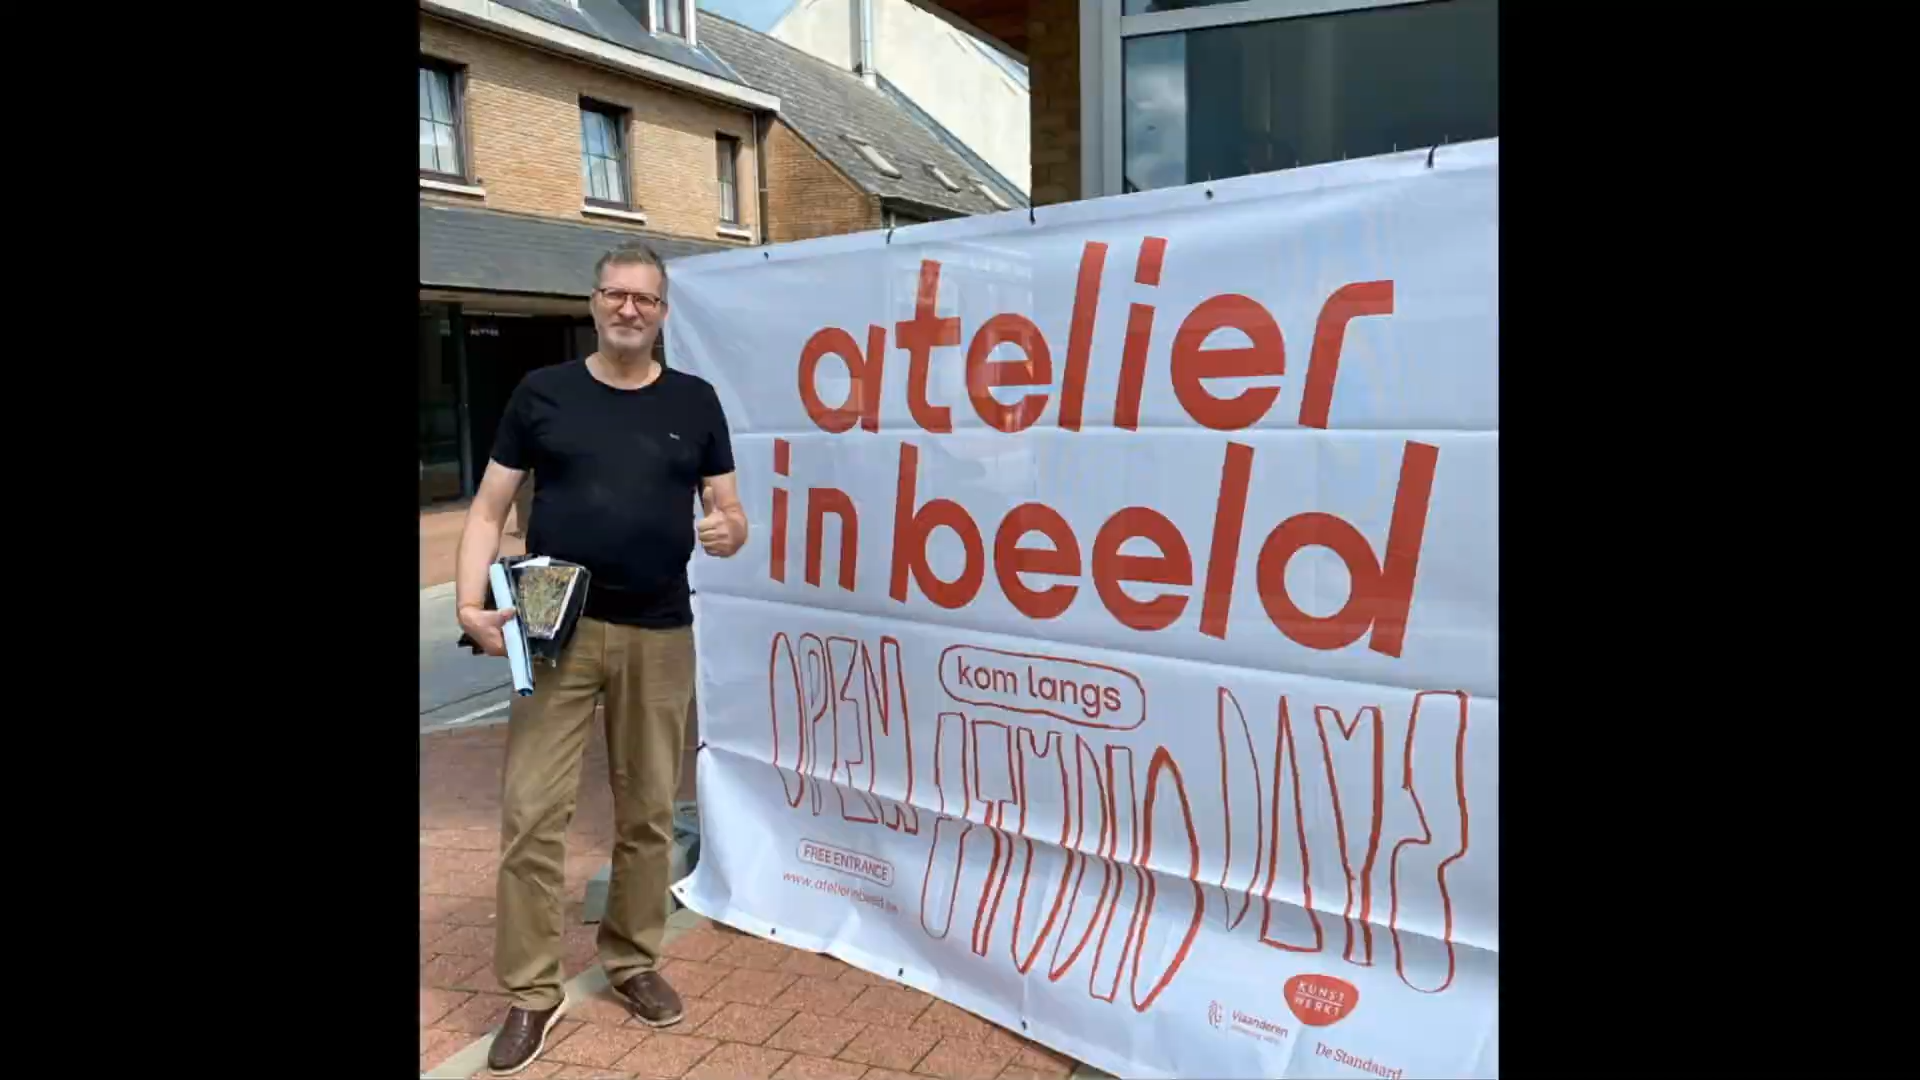 atelier
in beeld
kom langs
OPEN STUDIO DAYS
FREE ENTRANCE
www.atelierinbeeld.be
KUNST
WERKT
Vlaanderen
De Standaard